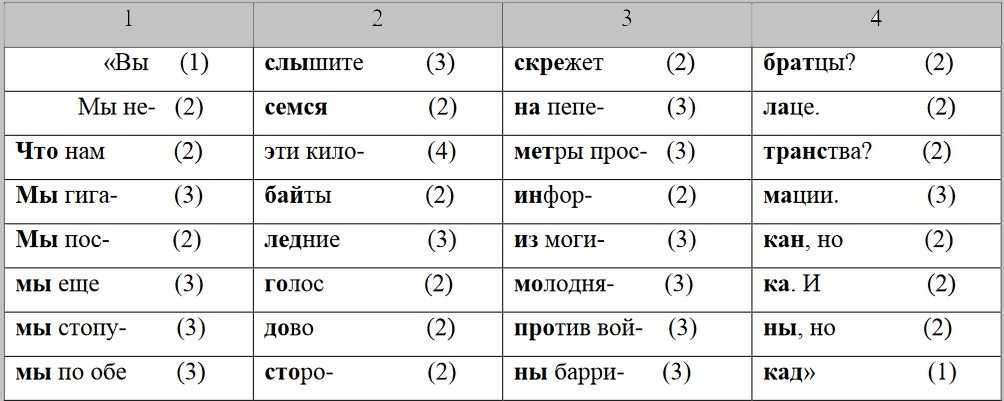 1 2 3 4
«Вы (1) слышите (3) скрежет (2) братцы? (2)
Мы не- (2) семся (2) на пепе- (3) лаце. (2)
Что нам (2) эти кило- (4) метры прос- (3) транства? (2)
Мы гига- (3) байты (2) инфор- (2) мации. (3)
Мы пос- (2) ледние (3) из моги- (3) кан, но (2)
мы еще (3) голос (2) молодня- (3) ка. И (2)
мы стопу- (3) дово (2) против вой- (3) ны, но (2)
мы по обе (3) сторо- (2) ны барри- (3) кад» (1)